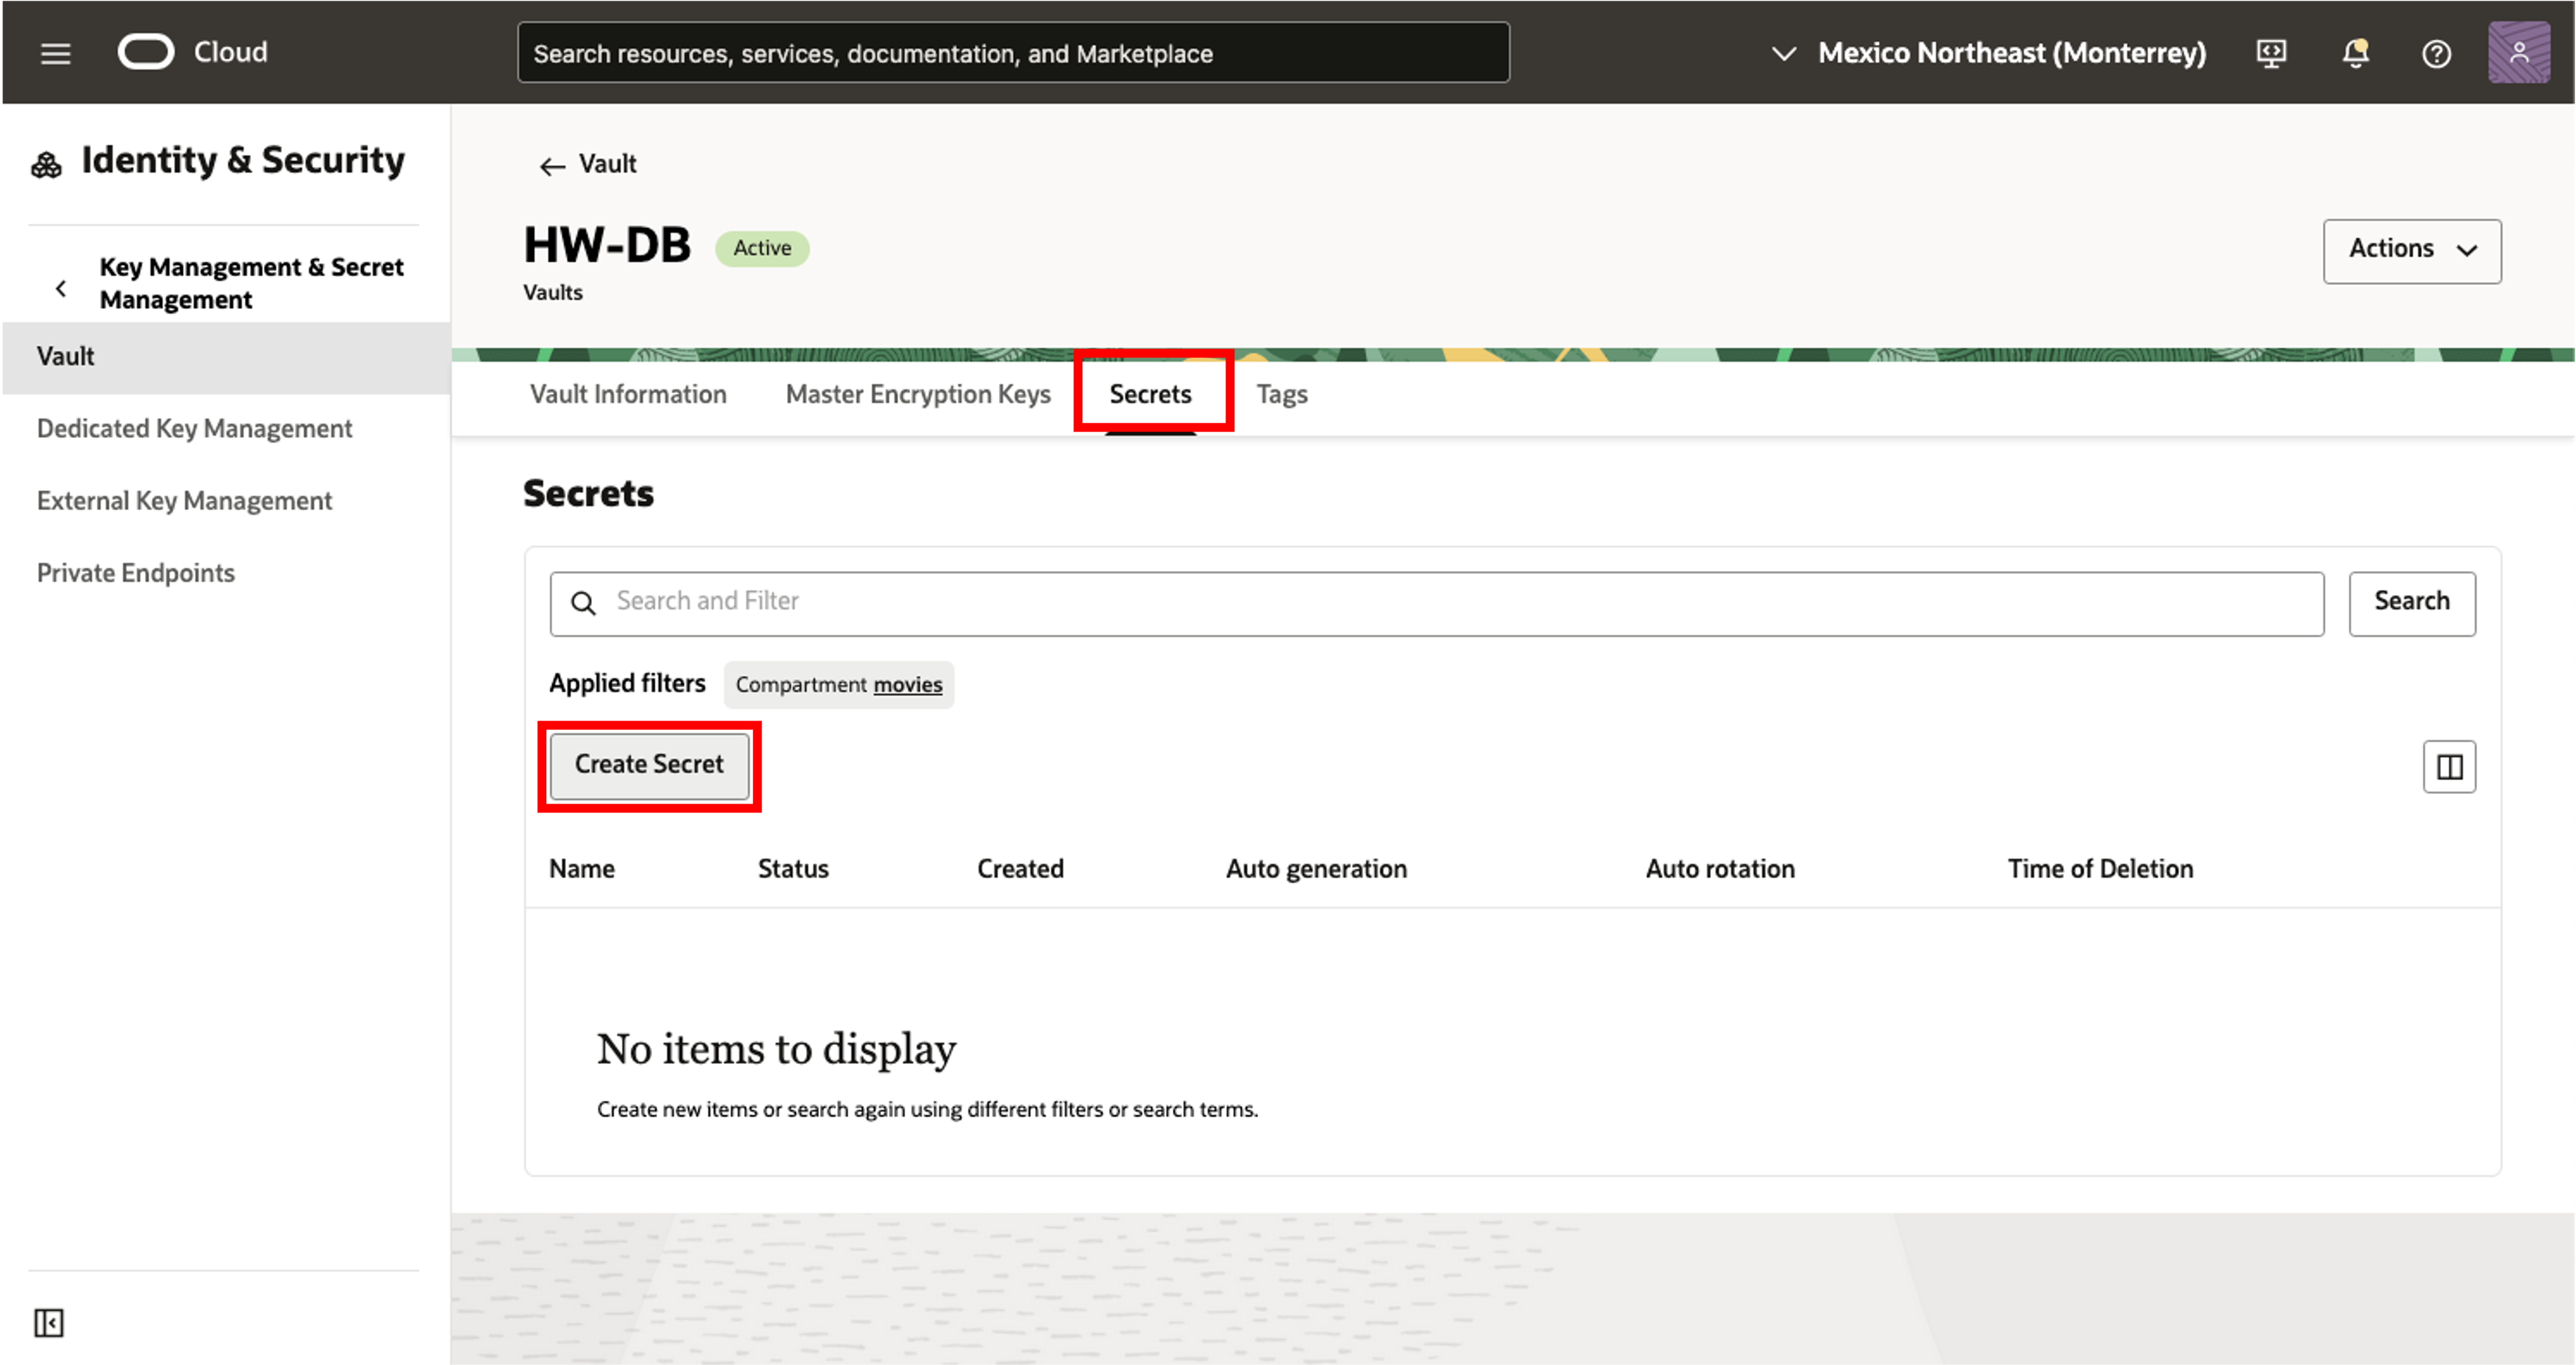 Cloud
Search resources, services, documentation, and Marketplace
Mexico Northeast (Monterrey)
Identity & Security
Key Management & Secret
Management
Vault
Dedicated Key Management
External Key Management
Private Endpoints
Vault
HW-DB
Active
Vaults
Actions
Vault Information
Master Encryption Keys
Secrets
Tags
Secrets
Search and Filter
Search
Applied filters
Compartment movies
Create Secret
Name
Status
Created
Auto generation
Auto rotation
Time of Deletion
No items to display
Create new items or search again using different filters or search terms.